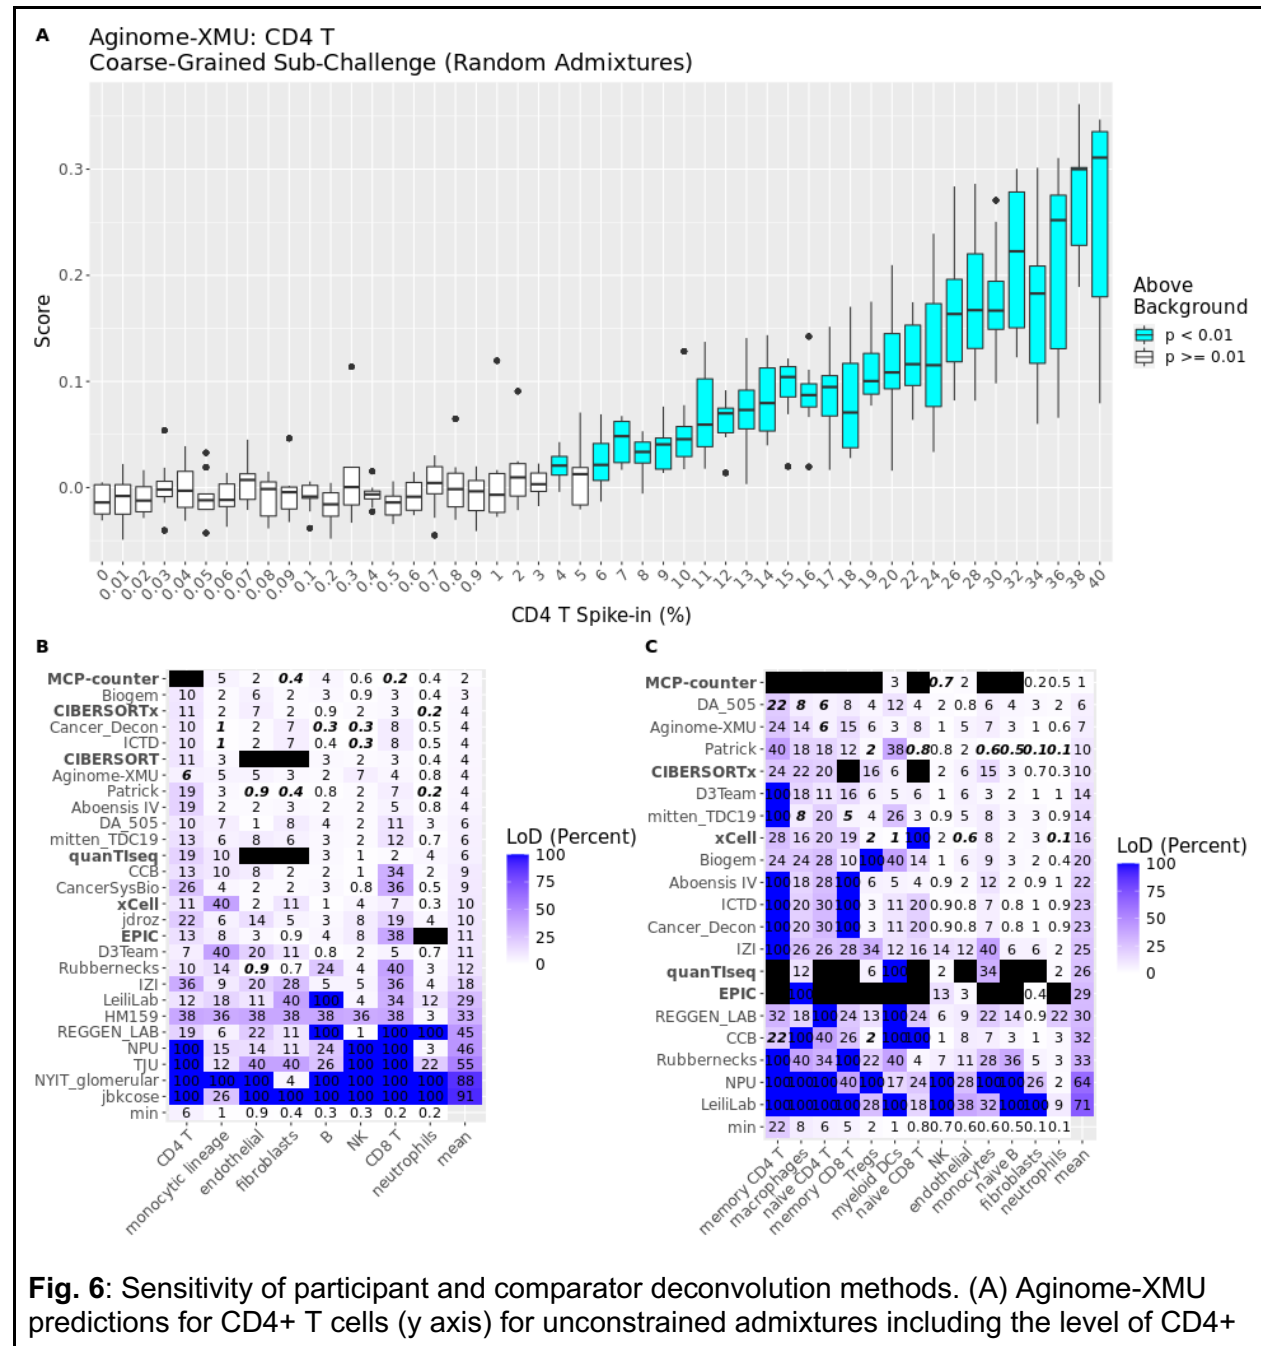 A
Aginome-XMU: CD4 T
Coarse-Grained Sub-Challenge (Random Admixtures)
Score
0.3
0.2
0.1
0.0
0 0.01 0.02 0.03 0.04 0.05 0.06 0.07 0.08 0.09 0.1 0.2 0.3 0.4 0.5 0.6 0.7 0.8 0.9 1 2 3 4 5 6 7 8 9 10 11 12 13 14 15 16 17 18 19 20 22 24 26 28 30 32 34 36 38 40
CD4 T Spike-in (%)
Above
Background
p < 0.01
p >= 0.01
B
MCP-counter 5 2 0.4 4 0.6 0.2 0.4 2
Biogem 10 2 6 2 3 0.9 3 0.4 3
CIBERSORTx 11 2 7 2 0.9 2 3 0.2 4
Cancer_Decon 10 1 2 7 0.3 0.3 8 0.5 4
ICTD 10 1 2 7 0.4 0.3 8 0.5 4
CIBERSORT 11 3 3 2 3 0.4 4
Aginome-XMU 6 5 5 3 2 7 4 0.8 4
Patrick 19 3 0.9 0.4 0.8 2 7 0.2 4
Aboensis IV 19 2 2 3 2 2 5 0.8 4
DA_505 10 7 1 8 4 2 11 3 6
mitten_TDC19 13 6 8 6 3 2 12 0.7 6
quanTIseq 19 10 3 1 2 4 6
CCB 13 10 8 2 2 1 34 2 9
CancerSysBio 26 4 2 2 3 0.8 36 0.5 9
xCell 11 40 2 11 1 4 7 0.3 10
jdroz 22 6 14 5 3 8 19 4 10
EPIC 13 8 3 0.9 4 8 38 11
D3Team 7 40 20 11 0.8 2 5 0.7 11
Rubbernecks 10 14 0.9 0.7 24 4 40 3 12
IZI 36 9 20 28 5 5 36 4 18
LeiliLab 12 18 11 40 100 4 34 12 29
HM159 38 36 38 38 38 36 38 3 33
REGGEN_LAB 19 6 22 11 100 1 100 100 45
NPU 100 15 14 11 24 100 100 3 46
TJU 100 12 40 40 26 100 100 22 55
NYIT_glomerular 100 100 100 4 100 100 100 100 88
jbkcose 100 26 100 100 100 100 100 100 91
min 6 1 0.9 0.4 0.3 0.3 0.2 0.2
CD4 T monocytic lineage endothelial fibroblasts B NK CD8 T neutrophils mean
LoD (Percent)
100
75
50
25
0
C
MCP-counter 3 0.7 2 0.2 0.5 1
DA_505 22 8 6 8 4 12 4 2 0.8 6 4 3 2 6
Aginome-XMU 24 14 6 15 6 3 8 1 5 7 3 1 0.6 7
Patrick 40 18 18 12 2 38 0.8 0.8 2 0.6 0.5 0.1 0.1 10
CIBERSORTx 24 22 20 16 6 2 6 15 3 0.7 0.3 10
D3Team 100 18 11 16 6 5 6 1 6 3 2 1 1 14
mitten_TDC19 100 8 20 5 4 26 3 0.9 5 8 3 3 0.9 14
xCell 28 16 20 19 2 1 100 2 0.6 8 2 3 0.1 16
Biogem 24 24 28 10 100 40 14 1 6 9 3 2 0.4 20
Aboensis IV 100 18 28 100 6 5 4 0.9 2 12 2 0.9 1 22
ICTD 100 20 30 100 3 11 20 0.9 0.8 7 0.8 1 0.9 23
Cancer_Decon 100 20 30 100 3 11 20 0.9 0.8 7 0.8 1 0.9 23
IZI 100 26 26 28 34 12 16 14 12 40 6 6 2 25
quanTIseq 12 6 100 2 34 2 26
EPIC 100 13 3 0.4 29
REGGEN_LAB 32 18 100 24 13 100 24 6 9 22 14 0.9 22 30
CCB 22 100 40 26 2 100 100 1 8 7 3 1 3 32
Rubbernecks 100 40 34 100 22 40 4 7 11 28 36 5 3 33
NPU 100 100 100 40 100 17 24 100 28 100 100 26 2 64
LeiliLab 100 100 100 100 28 100 18 100 38 32 100 100 9 71
min 22 8 6 5 2 1 0.8 0.7 0.6 0.6 0.5 0.1 0.1
memory CD4 T macrophages naive CD4 T memory CD8 T Tregs myeloid DCs naive CD8 T NK endothelial monocytes naive B fibroblasts neutrophils mean
LoD (Percent)
100
75
50
25
0
Fig. 6: Sensitivity of participant and comparator deconvolution methods. (A) Aginome-XMU
predictions for CD4+ T cells (y axis) for unconstrained admixtures including the level of CD4+